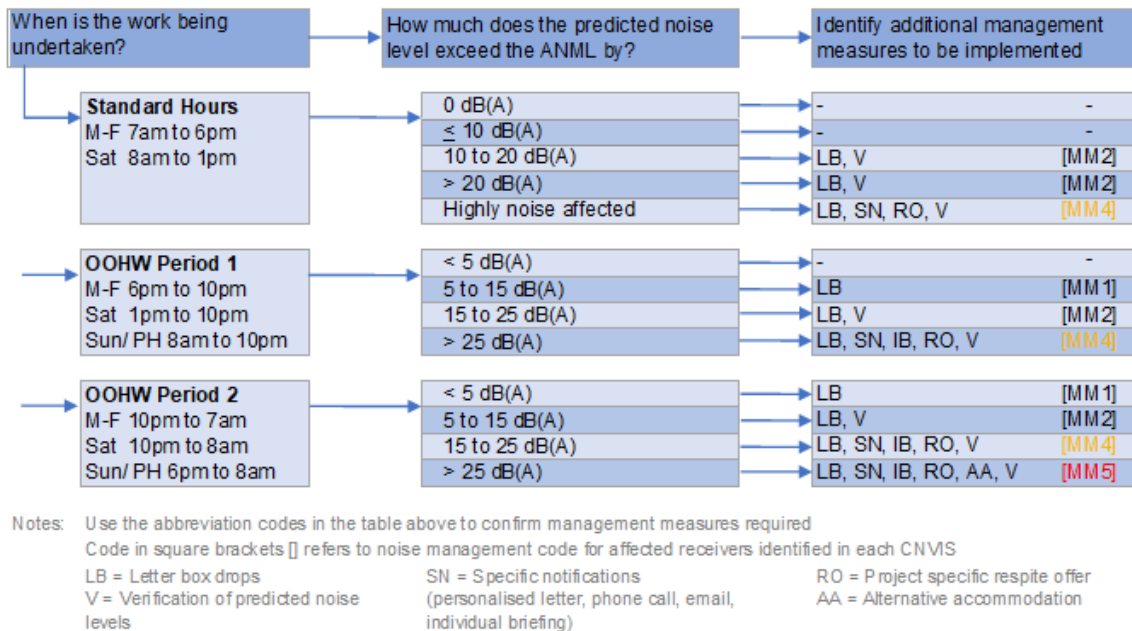 When is the work being
undertaken?
How much does the predicted noise
level exceed the ANML by?
Identify additional management
measures to be implemented
Standard Hours
M-F 7am to 6pm
Sat 8am to 1pm
0 dB(A)
- -
≤ 10 dB(A)
- -
10 to 20 dB(A)
LB, V [MM2]
> 20 dB(A)
LB, V [MM2]
Highly noise affected
LB, SN, RO, V [MM4]
OOHW Period 1
M-F 6pm to 10pm
Sat 1pm to 10pm
Sun/ PH 8am to 10pm
< 5 dB(A)
- -
5 to 15 dB(A)
LB [MM1]
15 to 25 dB(A)
LB, V [MM2]
> 25 dB(A)
LB, SN, IB, RO, V [MM4]
OOHW Period 2
M-F 10pm to 7am
Sat 10pm to 8am
Sun/ PH 6pm to 8am
< 5 dB(A)
LB [MM1]
5 to 15 dB(A)
LB, V [MM2]
15 to 25 dB(A)
LB, SN, IB, RO, V [MM4]
> 25 dB(A)
LB, SN, IB, RO, AA, V [MM5]
Notes: Use the abbreviation codes in the table above to confirm management measures required
Code in square brackets [] refers to noise management code for affected receivers identified in each CNVIS
LB = Letter box drops
V = Verification of predicted noise
levels
SN = Specific notifications
(personalised letter, phone call, email,
individual briefing)
RO = Project specific respite offer
AA = Alternative accommodation